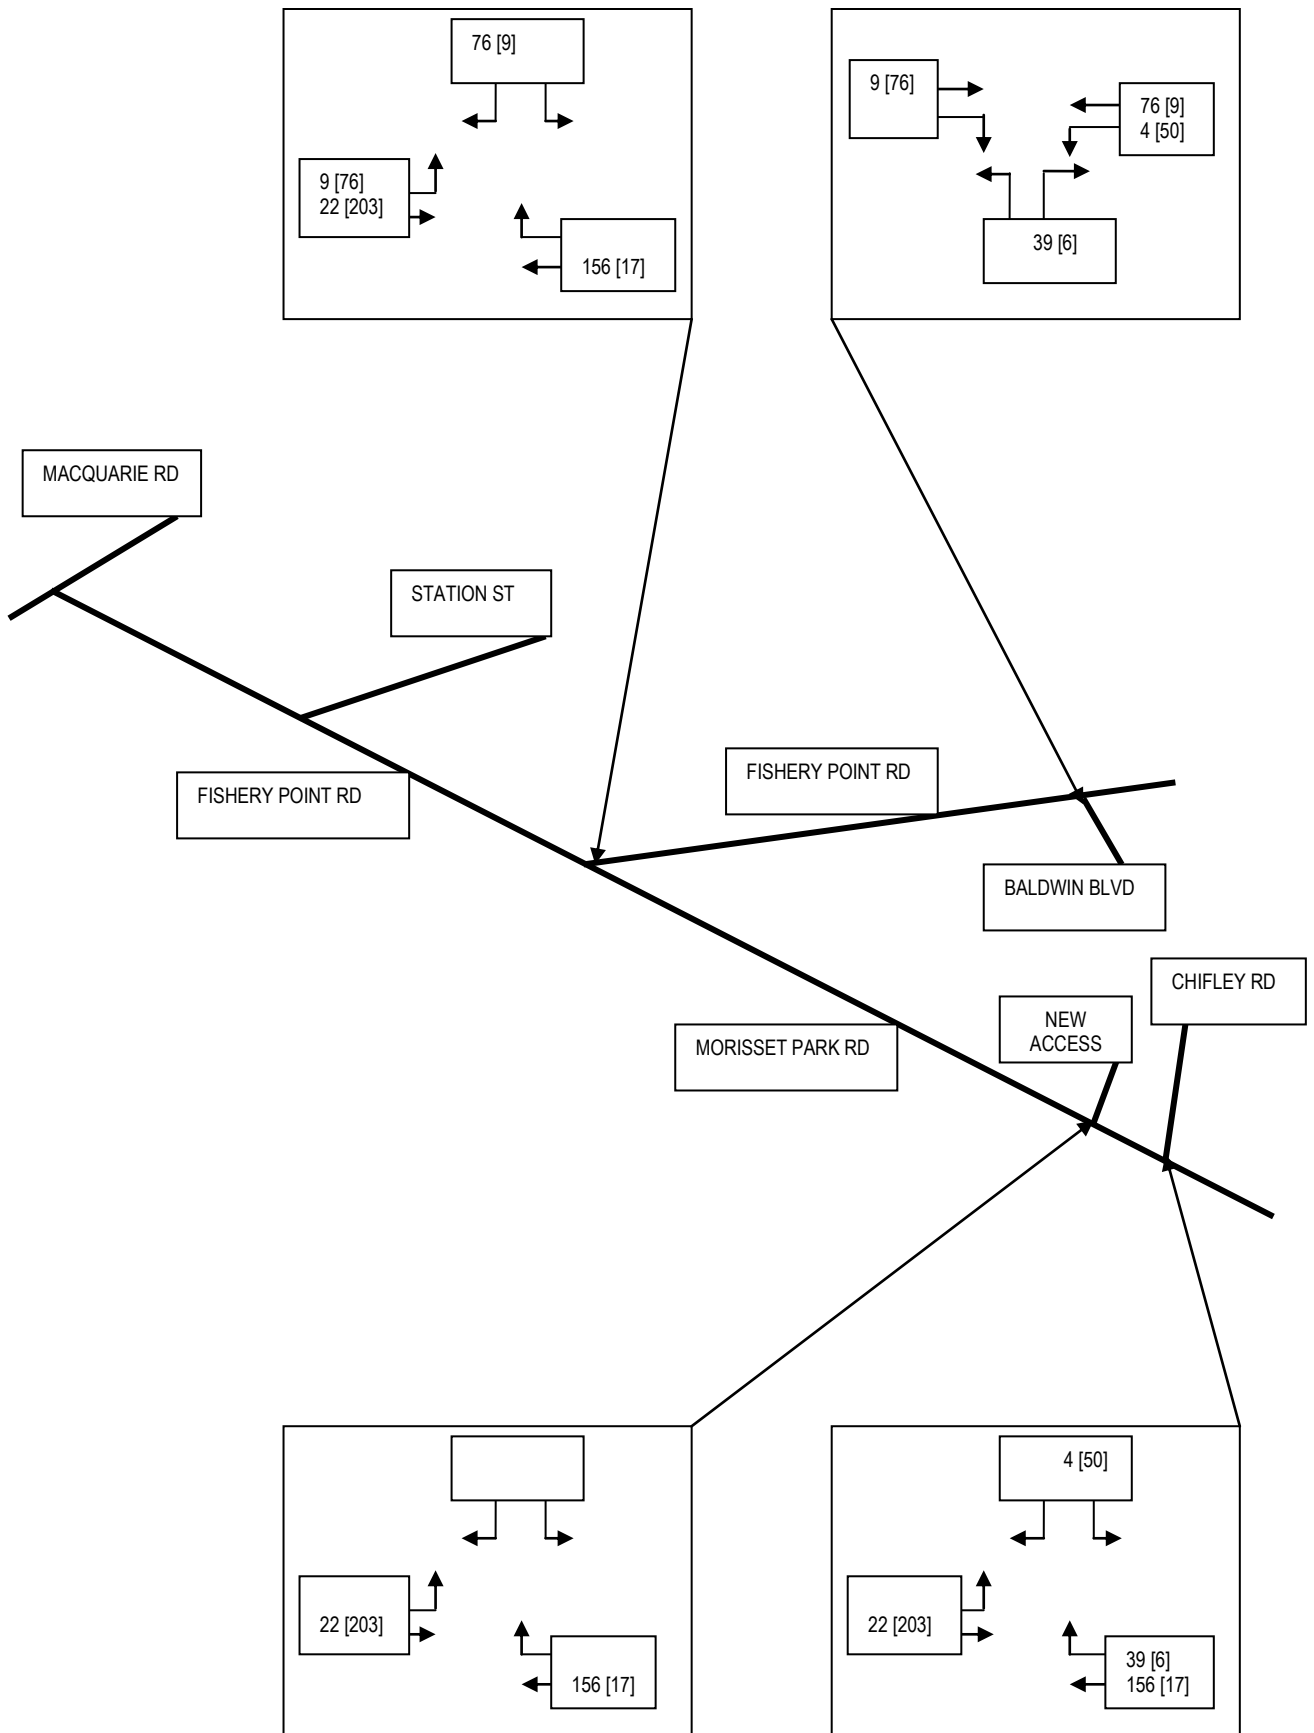 76 [9]
9 [76]
22 [203]
156 [17]
9 [76]
76 [9]
4 [50]
39 [6]
MACQUARIE RD
STATION ST
FISHERY POINT RD
FISHERY POINT RD
BALDWIN BLVD
CHIFLEY RD
NEW
ACCESS
MORISSET PARK RD
22 [203]
156 [17]
4 [50]
22 [203]
39 [6]
156 [17]